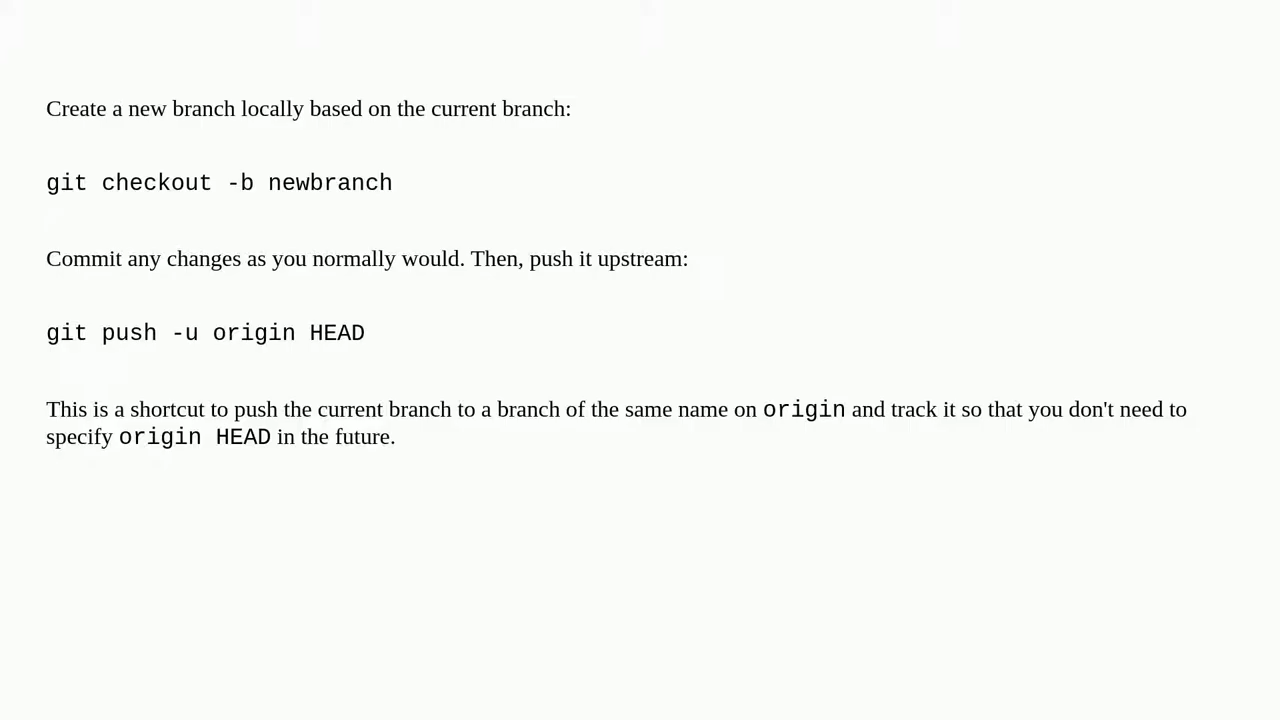 Create a new branch locally based on the current branch:
git checkout -b newbranch
Commit any changes as you normally would. Then, push it upstream:
git push -u origin HEAD
This is a shortcut to push the current branch to a branch of the same name on origin and track it so that you don't need to
specify origin HEAD in the future.